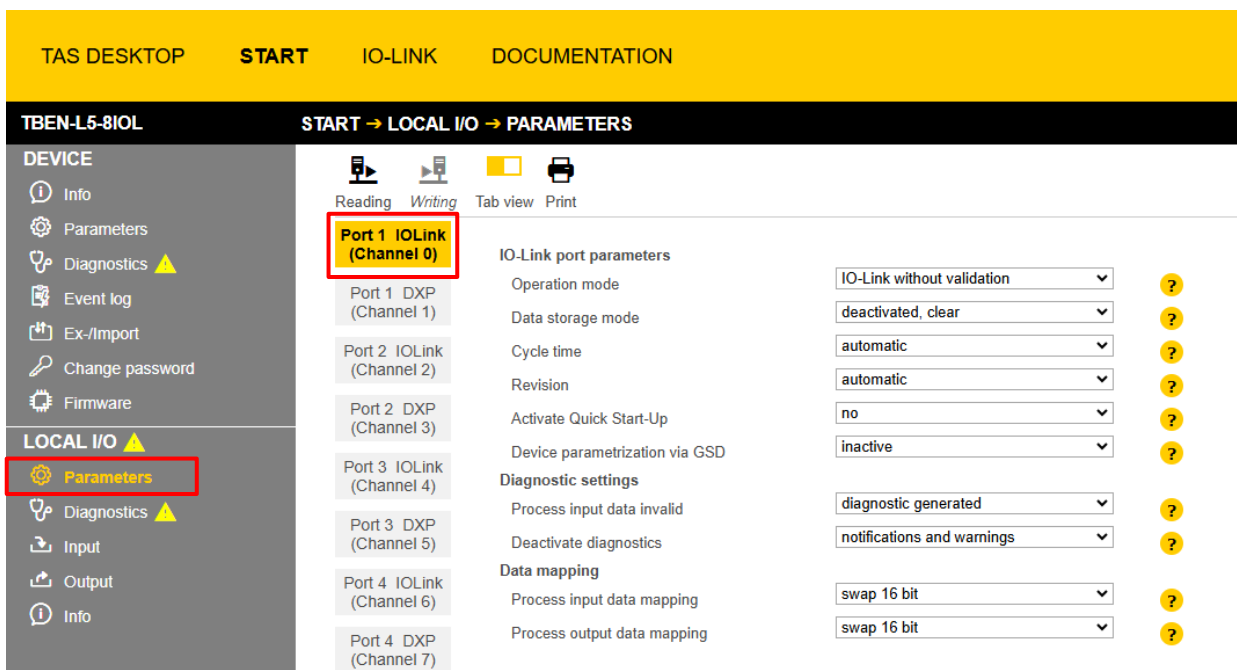 TAS DESKTOP START IO-LINK DOCUMENTATION
TBEN-L5-8IOL START ➔ LOCAL I/O ➔ PARAMETERS
DEVICE
Info
Parameters
Diagnostics
Event log
Ex-/Import
Change password
Firmware
LOCAL I/O
Parameters
Diagnostics
Input
Output
Info
Reading Writing Tab view Print
Port 1 IOLink
(Channel 0)
Port 1 DXP
(Channel 1)
Port 2 IOLink
(Channel 2)
Port 2 DXP
(Channel 3)
Port 3 IOLink
(Channel 4)
Port 3 DXP
(Channel 5)
Port 4 IOLink
(Channel 6)
Port 4 DXP
(Channel 7)
IO-Link port parameters
Operation mode IO-Link without validation ?
Data storage mode deactivated, clear ?
Cycle time automatic ?
Revision automatic ?
Activate Quick Start-Up no ?
Device parametrization via GSD inactive ?
Diagnostic settings
Process input data invalid diagnostic generated ?
Deactivate diagnostics notifications and warnings ?
Data mapping
Process input data mapping swap 16 bit ?
Process output data mapping swap 16 bit ?